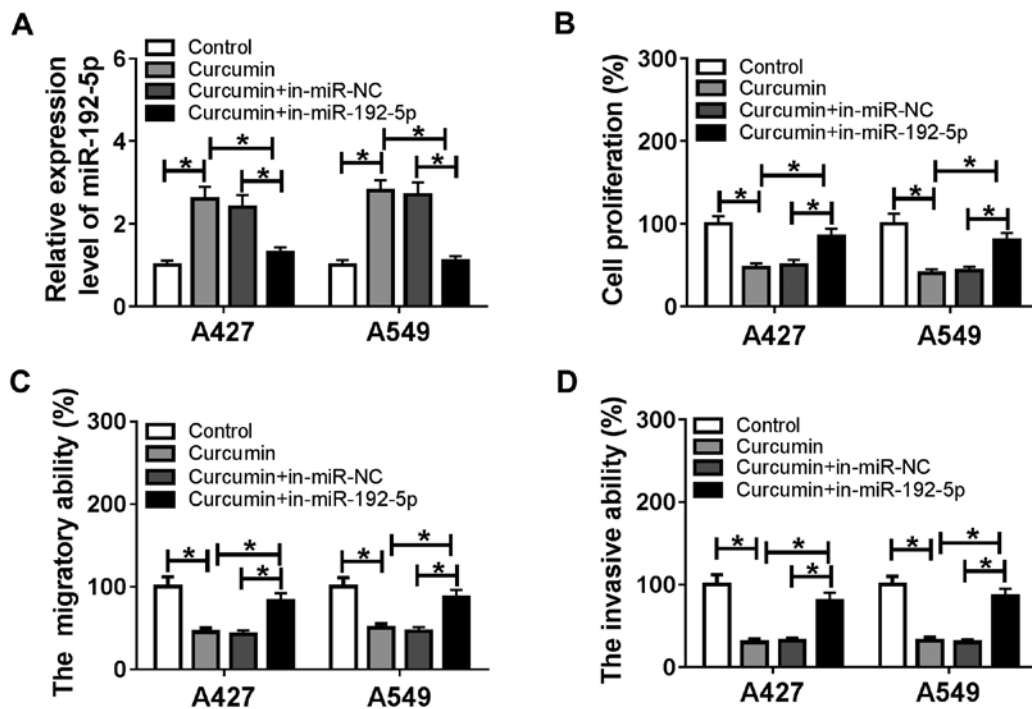 A
Relative expression
level of miR-192-5p
6
4
2
0
Control
Curcumin
Curcumin+in-miR-NC
Curcumin+in-miR-192-5p
* * * * * *
A427 A549
B
Cell proliferation (%)
300
200
100
0
Control
Curcumin
Curcumin+in-miR-NC
Curcumin+in-miR-192-5p
* * * * * *
A427 A549
C
The migratory ability (%)
300
200
100
0
Control
Curcumin
Curcumin+in-miR-NC
Curcumin+in-miR-192-5p
* * * * * *
A427 A549
D
The invasive ability (%)
300
200
100
0
Control
Curcumin
Curcumin+in-miR-NC
Curcumin+in-miR-192-5p
* * * * * *
A427 A549